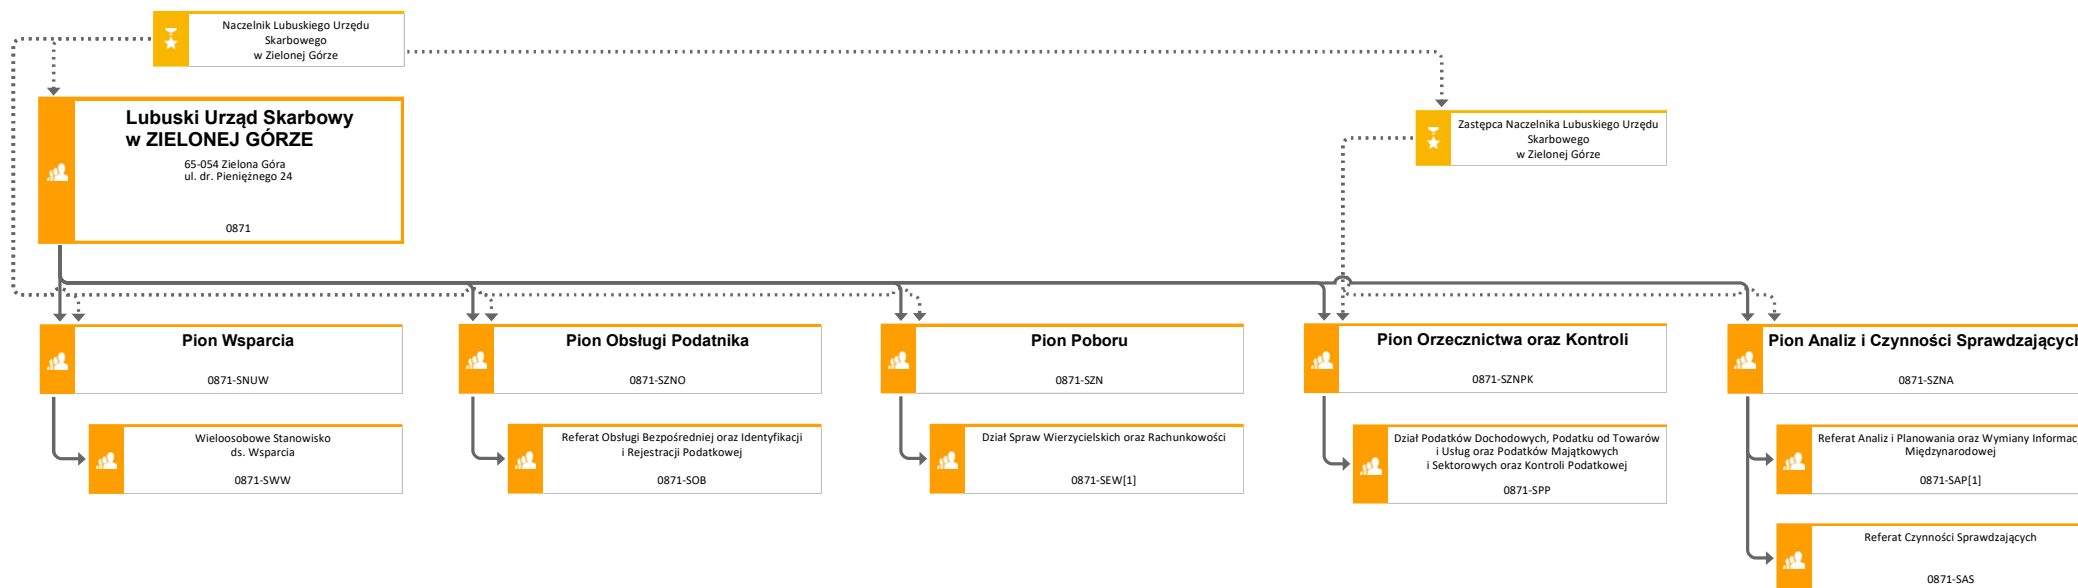 Naczelnik Lubuskiego Urzędu
Skarbowego
w Zielonej Górze
Lubuski Urząd Skarbowy
w ZIELONEJ GÓRZE
65-054 Zielona Góra
ul. dr. Pieniężnego 24
0871
Zastępca Naczelnika Lubuskiego Urzędu
Skarbowego
w Zielonej Górze
Pion Wsparcia
0871-SNUW
Wieloosobowe Stanowisko
ds. Wsparcia
0871-SWW
Pion Obsługi Podatnika
0871-SZNO
Referat Obsługi Bezpośredniej oraz Identyfikacji
i Rejestracji Podatkowej
0871-SOB
Pion Poboru
0871-SZN
Dział Spraw Wierzycielskich oraz Rachunkowości
0871-SEW[1]
Pion Orzecznictwa oraz Kontroli
0871-SZNPK
Dział Podatków Dochodowych, Podatku od Towarów
i Usług oraz Podatków Majątkowych
i Sektorowych oraz Kontroli Podatkowej
0871-SPP
Pion Analiz i Czynności Sprawdzających
0871-SZNA
Referat Analiz i Planowania oraz Wymiany Informac
Międzynarodowej
0871-SAP[1]
Referat Czynności Sprawdzających
0871-SAS